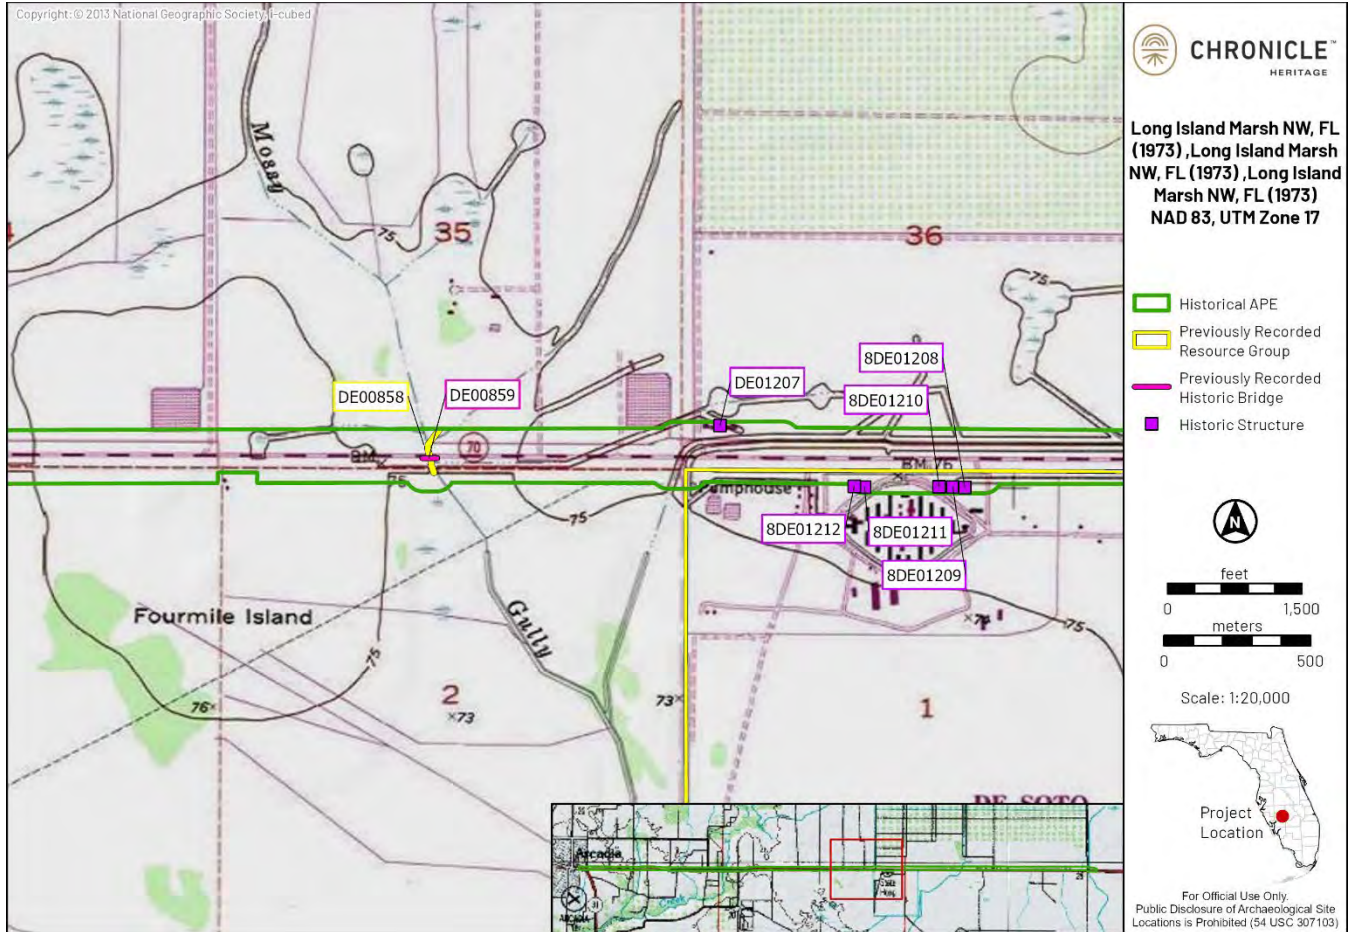 Copyright: © 2013 National Geographic Society, i-cubed
CHRONICLE™
HERITAGE
Long Island Marsh NW, FL
(1973) ,Long Island Marsh
NW, FL (1973) ,Long Island
Marsh NW, FL (1973)
NAD 83, UTM Zone 17
Historical APE
Previously Recorded
Resource Group
Previously Recorded
Historic Bridge
Historic Structure
N
feet
0 1,500
meters
0 500
Scale: 1:20,000
Project
Location
For Official Use Only.
Public Disclosure of Archaeological Site
Locations is Prohibited (54 USC 307103)
Mossy
75
35
36
75
8DE01208
DE01207
8DE01210
DE00858
DE00859
70
BM
BM 76
75
75
8DE01212
8DE01211
8DE01209
Fourmile Island
Gully
75
74
75
76
2
73
73
1
DE SOTO
Arcadia
ARCADIA
31